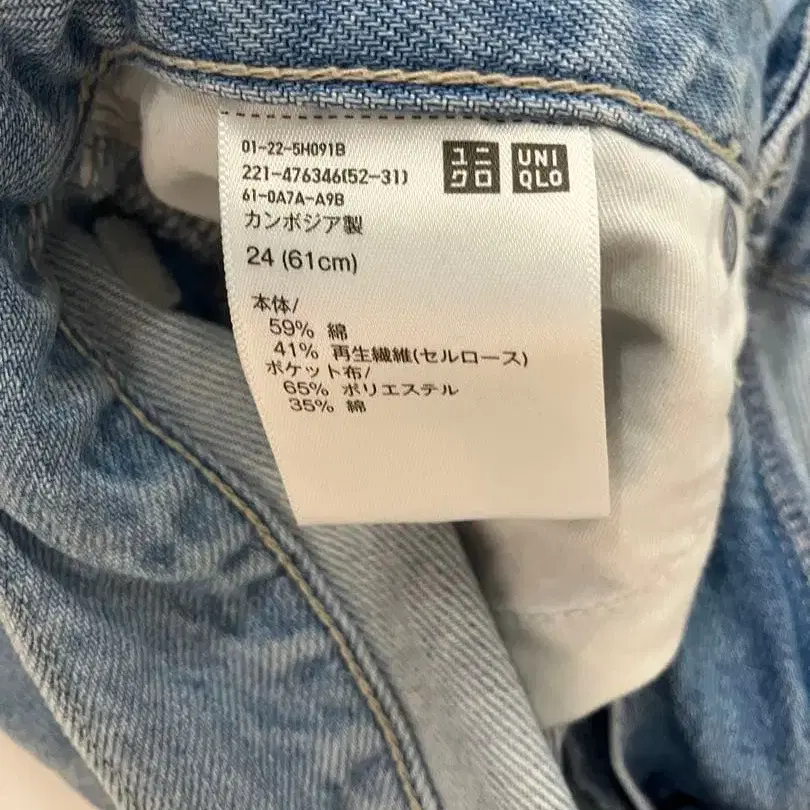 01-22-5H091B
221-476346(52-31)
61-0A7A-A9B
カンボジア製
ユニクロ
UNIQLO
24 (61cm)
本体/
59% 綿
41% 再生繊維(セルロース)
ポケット布/
65% ポリエステル
35% 綿